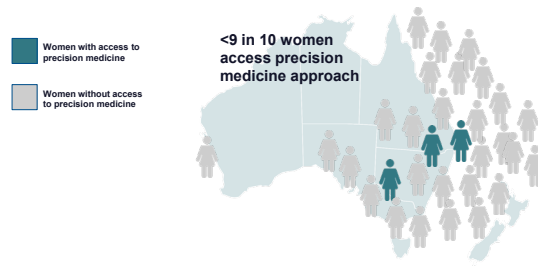 Women with access to
precision medicine
Women without access
to precision medicine
<9 in 10 women
access precision
medicine approach